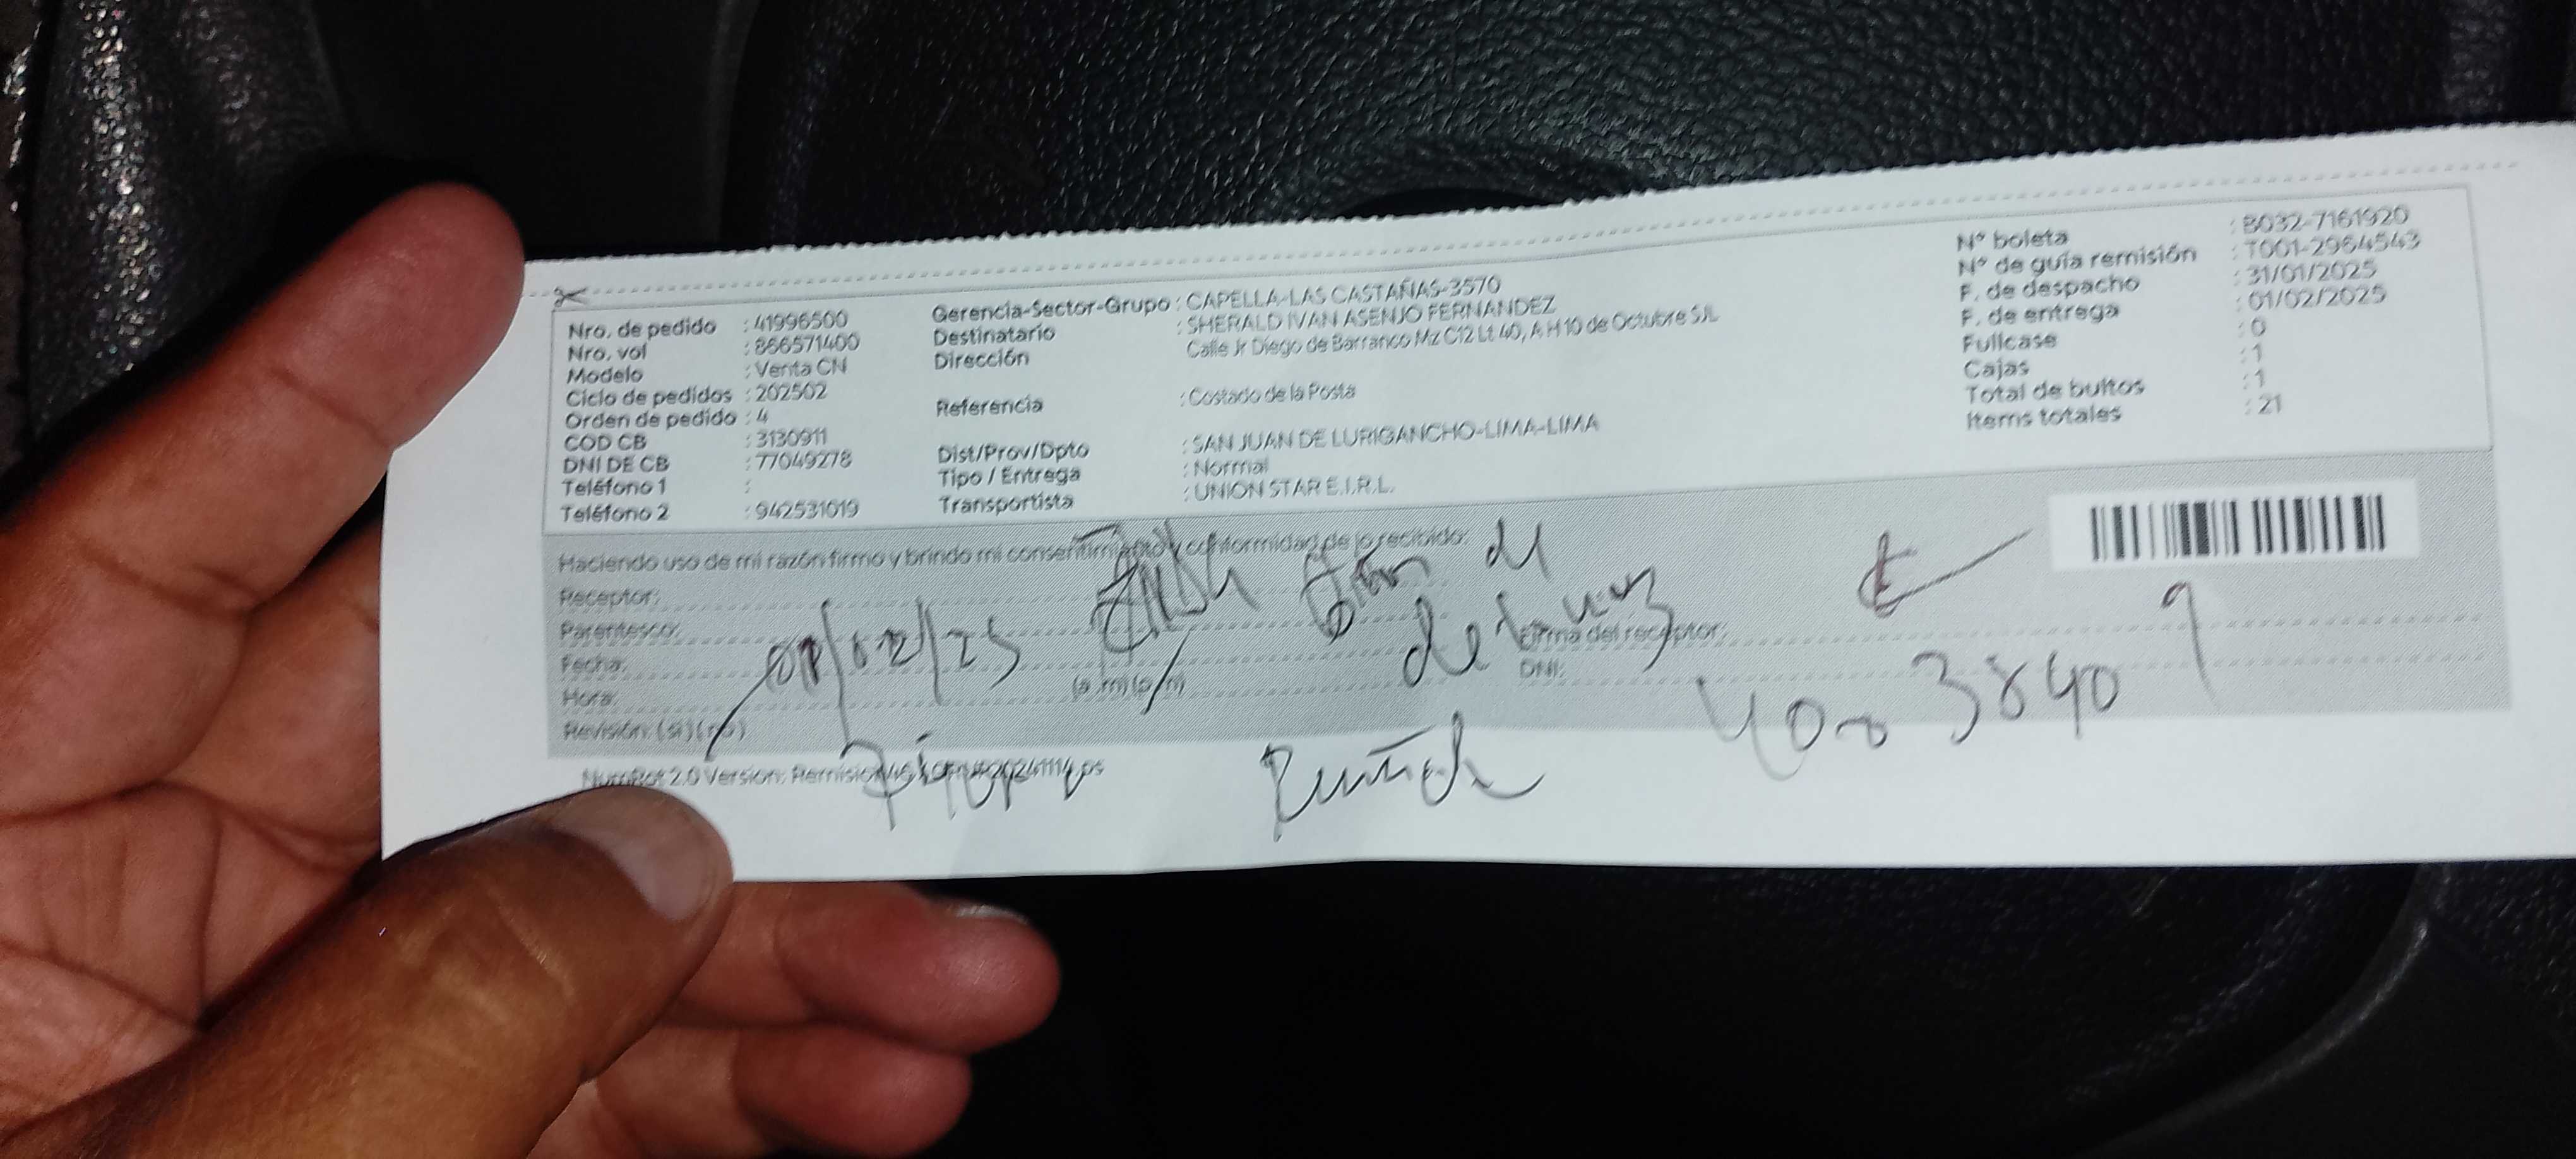 Nro. de pedido : 41996500
Nro. vol : 866571400
Modelo : Venta CN
Ciclo de pedidos : 202502
Orden de pedido : 4
COD CB : 3130911
DNI DE CB : 77049278
Teléfono 1 :
Teléfono 2 : 942531019
Gerencia-Sector-Grupo : CAPELLA-LAS CASTAÑAS-3570
Destinatario : SHERALD IVAN ASENJO FERNANDEZ
Dirección Calle Jr Diego de Barranco Mz C12 Lt 40, A H 10 de Octubre SJL
Referencia : Costado de la Posta
Dist/Prov/Dpto : SAN JUAN DE LURIGANCHO-LIMA-LIMA
Tipo / Entrega : Normal
Transportista : UNION STAR E.I.R.L.
N° boleta : B032-7161920
N° de guía remisión : T001-2964543
F. de despacho : 31/01/2025
F. de entrega : 01/02/2025
Fullcase : 0
Cajas : 1
Total de bultos : 1
Items totales : 21
Haciendo uso de mi razón firmo y brindo mi consentimiento y conformidad de lo recibido:
Receptor:
Parentesco:
Fecha: 01/02/25
Firma del receptor:
Hora: (a.m) (p.m)
DNI:
Revisión: (si) (no)
NumRot 2.0 Version: